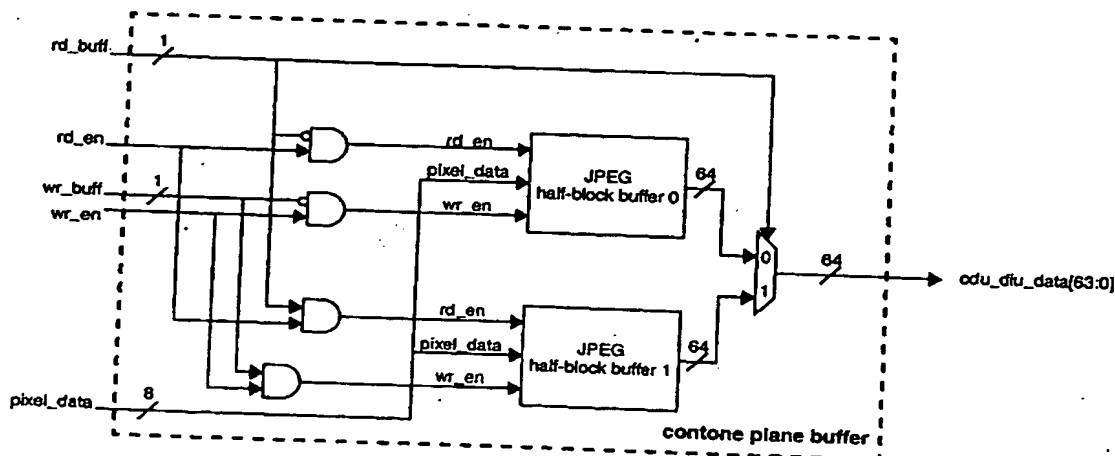 rd_buff
1
rd_en
wr_buff
1
wr_en
rd_en
pixel_data
wr_en
JPEG
half-block buffer 0
64
0
1
64
cdu_diu_data[63:0]
rd_en
pixel_data
wr_en
JPEG
half-block buffer 1
64
pixel_data
8
contone plane buffer